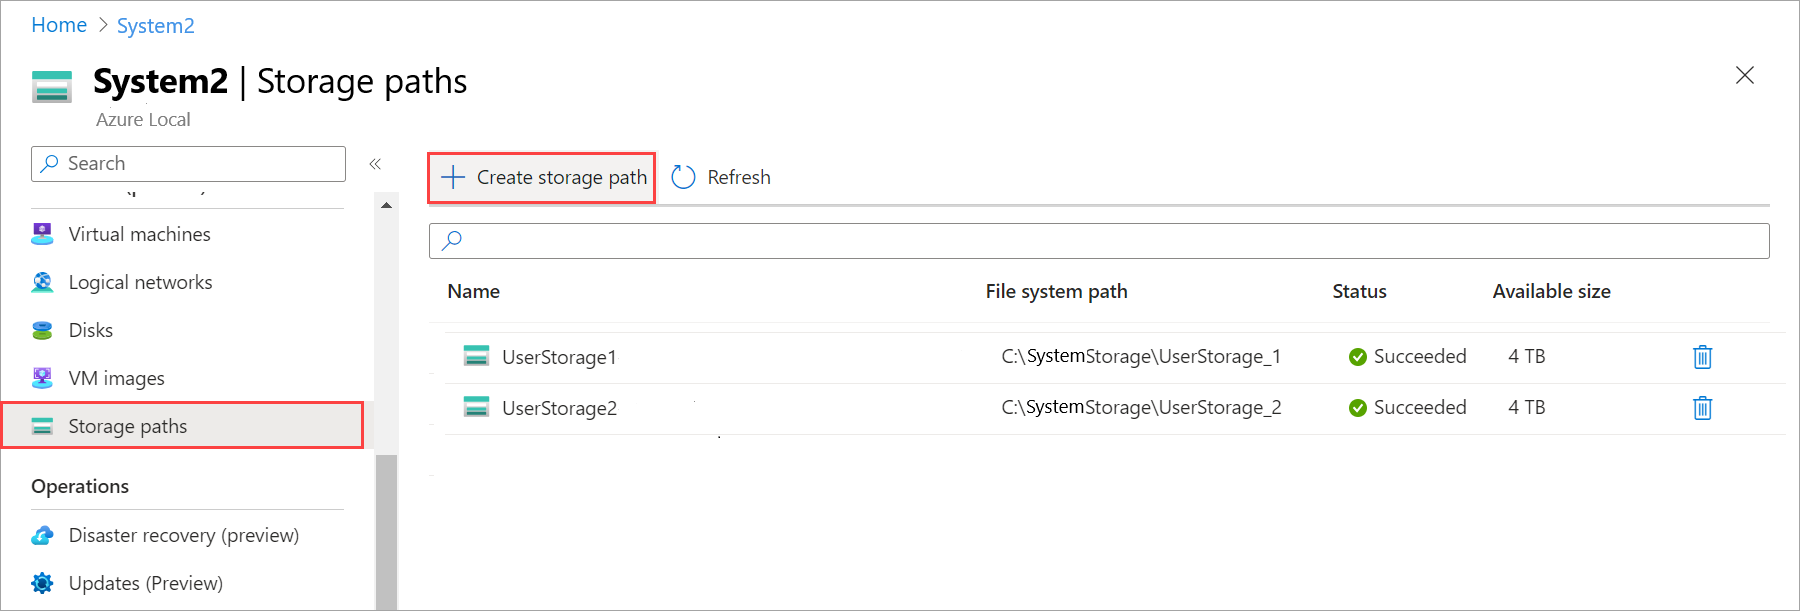 Home > System2
System2 | Storage paths
Azure Local
Search
«
Create storage path
Refresh
Virtual machines
Logical networks
Disks
VM images
Storage paths
Operations
Disaster recovery (preview)
Updates (Preview)
Name File system path Status Available size
UserStorage1 C:\SystemStorage\UserStorage_1 Succeeded 4 TB
UserStorage2 C:\SystemStorage\UserStorage_2 Succeeded 4 TB